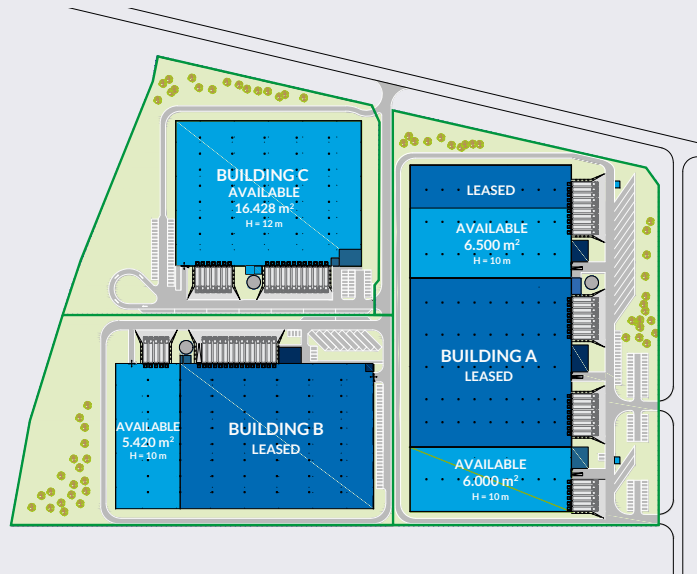 BUILDING C
AVAILABLE
16.428 m²
H = 12 m
LEASED
AVAILABLE
6.500 m²
H = 10 m
BUILDING A
LEASED
AVAILABLE
6.000 m²
H = 10 m
AVAILABLE
5.420 m²
H = 10 m
BUILDING B
LEASED